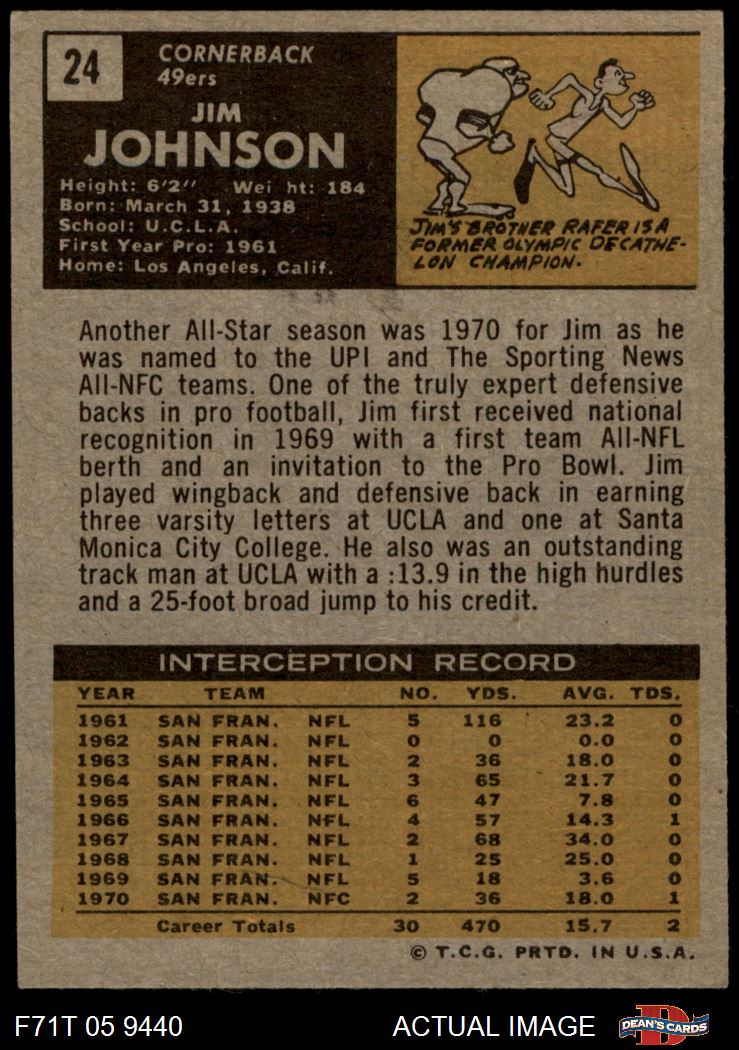 24
CORNERBACK
49ers
JIM
JOHNSON
Height: 6'2" Wei ht: 184
Born: March 31, 1938
School: U.C.L.A.
First Year Pro: 1961
Home: Los Angeles, Calif.
JIM'S BROTHER RAFER IS A
FORMER OLYMPIC DECATHE-
LON CHAMPION.
Another All-Star season was 1970 for Jim as he
was named to the UPI and The Sporting News
All-NFC teams. One of the truly expert defensive
backs in pro football, Jim first received national
recognition in 1969 with a first team All-NFL
berth and an invitation to the Pro Bowl. Jim
played wingback and defensive back in earning
three varsity letters at UCLA and one at Santa
Monica City College. He also was an outstanding
track man at UCLA with a :13.9 in the high hurdles
and a 25-foot broad jump to his credit.
INTERCEPTION RECORD
YEAR TEAM NO. YDS. AVG. TDS.
1961 SAN FRAN. NFL 5 116 23.2 0
1962 SAN FRAN. NFL 0 0 0.0 0
1963 SAN FRAN. NFL 2 36 18.0 0
1964 SAN FRAN. NFL 3 65 21.7 0
1965 SAN FRAN. NFL 6 47 7.8 0
1966 SAN FRAN. NFL 4 57 14.3 1
1967 SAN FRAN. NFL 2 68 34.0 0
1968 SAN FRAN. NFL 1 25 25.0 0
1969 SAN FRAN. NFL 5 18 3.6 0
1970 SAN FRAN. NFC 2 36 18.0 1
Career Totals 30 470 15.7 2
© T.C.G. PRTD. IN U.S.A.
F71T 05 9440 ACTUAL IMAGE
D
DEAN'S CARDS